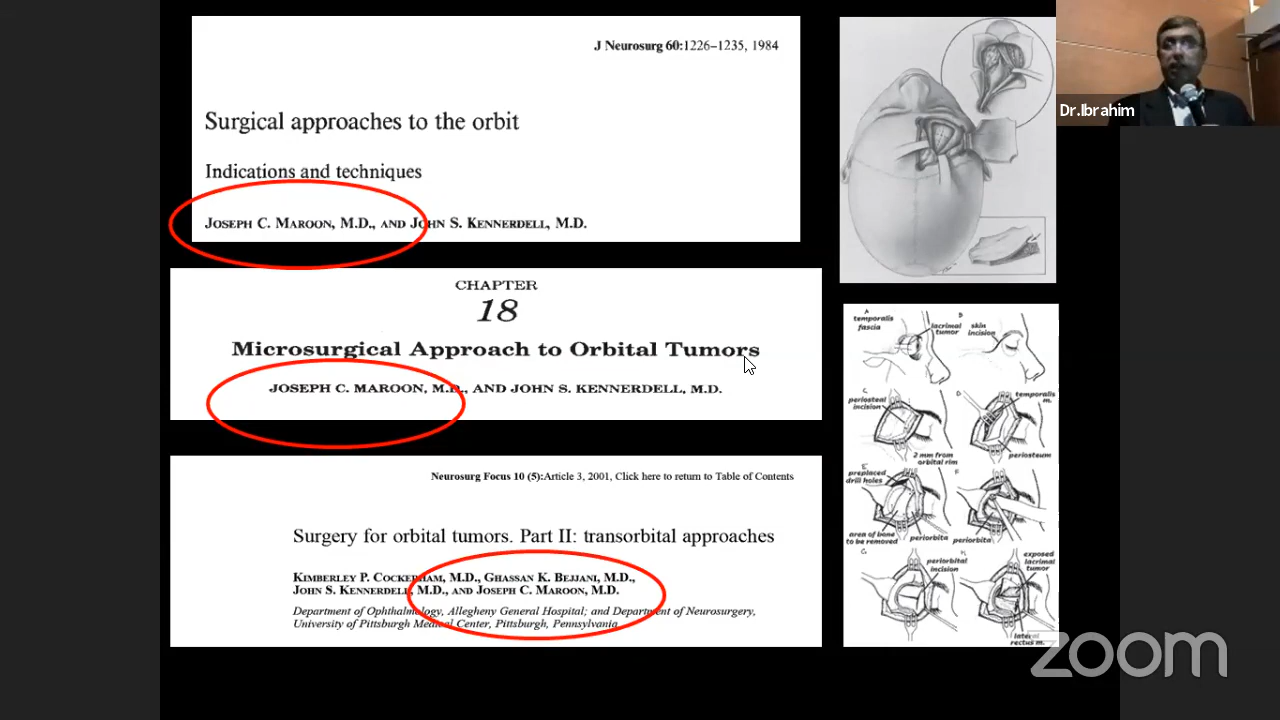 J Neurosurg 60:1226–1235, 1984
Surgical approaches to the orbit
Indications and techniques
JOSEPH C. MAROON, M.D., AND JOHN S. KENNERDELL, M.D.
CHAPTER
18
Microsurgical Approach to Orbital Tumors
JOSEPH C. MAROON, M.D., AND JOHN S. KENNERDELL, M.D.
Neurosurg Focus 10 (5):Article 3, 2001, Click here to return to Table of Contents
Surgery for orbital tumors. Part II: transorbital approaches
KIMBERLEY P. COCKERHAM, M.D., GHASSAN K. BEJJANI, M.D.,
JOHN S. KENNERDELL, M.D., AND JOSEPH C. MAROON, M.D.
Department of Ophthalmology, Allegheny General Hospital; and Department of Neurosurgery,
University of Pittsburgh Medical Center, Pittsburgh, Pennsylvania
Dr.Ibrahim
A
temporalis
fascia
lacrimal
tumor
B
skin
incision
C
periosteal
incision
2 mm from
orbital rim
D
temporalis
m.
periosteum
E
preplaced
drill holes
area of bone
to be removed
periorbita
F
periorbita
G
periorbital
incision
H
exposed
lacrimal
tumor
lateral
rectus m.
zoom